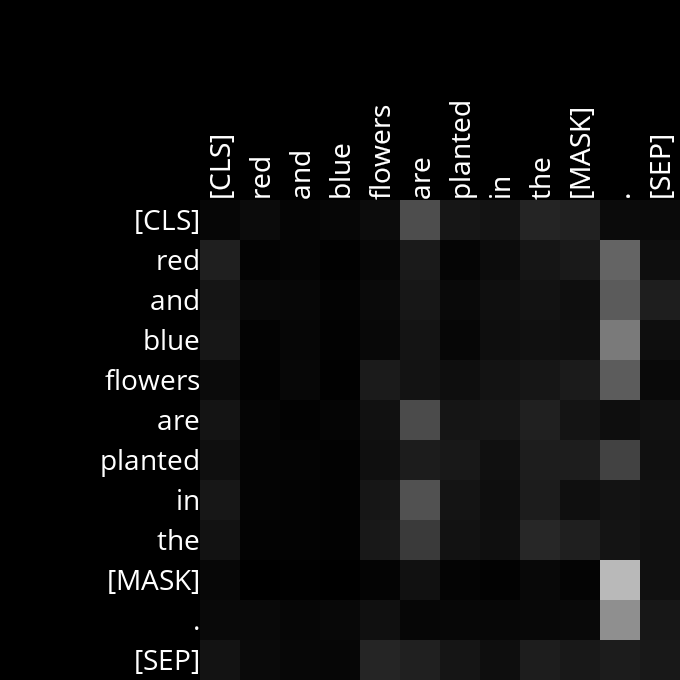 [CLS] red and blue flowers are planted in the [MASK] . [SEP]
[CLS]
red
and
blue
flowers
are
planted
in
the
[MASK]
.
[SEP]